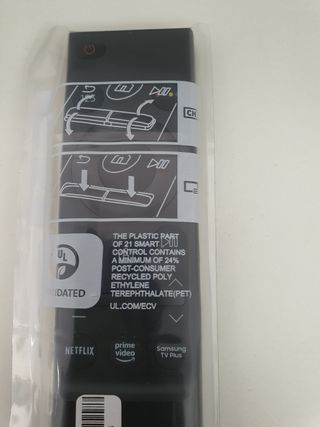 CH
THE PLASTIC PART
OF 21 SMART
CONTROL CONTAINS
A MINIMUM OF 24%
POST-CONSUMER
RECYCLED POLY
ETHYLENE
TEREPHTHALATE(PET)
UL.COM/ECV
UL
IDATED
NETFLIX
prime
video
Samsung
TV Plus